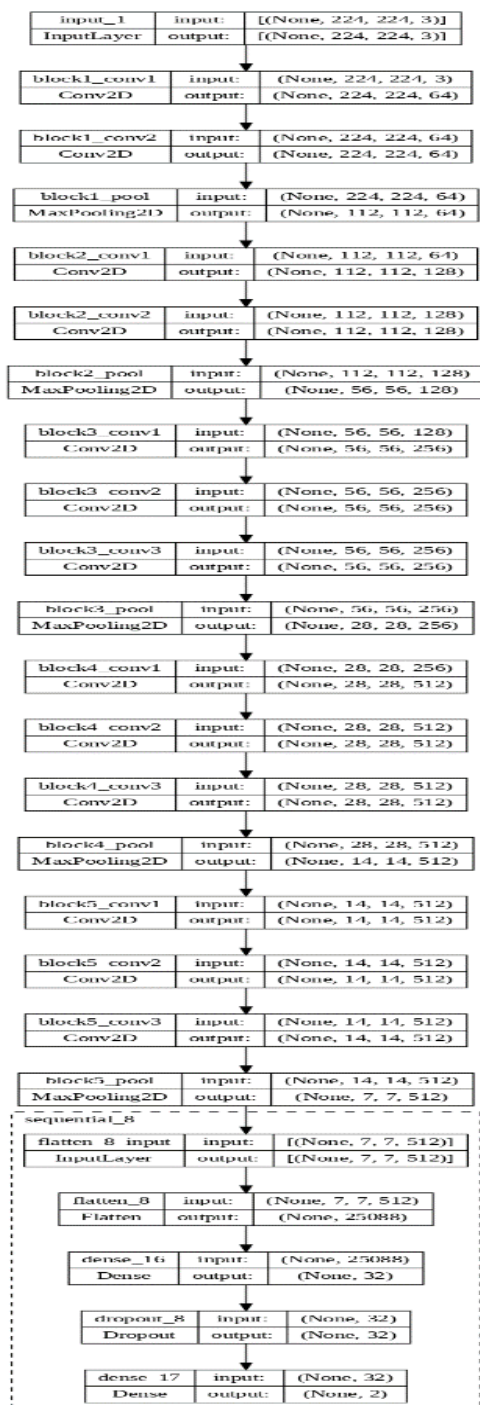 input_1 input: [(None, 224, 224, 3)]
InputLayer output: [(None, 224, 224, 3)]
block1_conv1 input: (None, 224, 224, 3)
Conv2D output: (None, 224, 224, 64)
block1_conv2 input: (None, 224, 224, 64)
Conv2D output: (None, 224, 224, 64)
block1_pool input: (None, 224, 224, 64)
MaxPooling2D output: (None, 112, 112, 64)
block2_conv1 input: (None, 112, 112, 64)
Conv2D output: (None, 112, 112, 128)
block2_conv2 input: (None, 112, 112, 128)
Conv2D output: (None, 112, 112, 128)
block2_pool input: (None, 112, 112, 128)
MaxPooling2D output: (None, 56, 56, 128)
block3_conv1 input: (None, 56, 56, 128)
Conv2D output: (None, 56, 56, 256)
block3_conv2 input: (None, 56, 56, 256)
Conv2D output: (None, 56, 56, 256)
block3_conv3 input: (None, 56, 56, 256)
Conv2D output: (None, 56, 56, 256)
block3_pool input: (None, 56, 56, 256)
MaxPooling2D output: (None, 28, 28, 256)
block4_conv1 input: (None, 28, 28, 256)
Conv2D output: (None, 28, 28, 512)
block4_conv2 input: (None, 28, 28, 512)
Conv2D output: (None, 28, 28, 512)
block4_conv3 input: (None, 28, 28, 512)
Conv2D output: (None, 28, 28, 512)
block4_pool input: (None, 28, 28, 512)
MaxPooling2D output: (None, 14, 14, 512)
block5_conv1 input: (None, 14, 14, 512)
Conv2D output: (None, 14, 14, 512)
block5_conv2 input: (None, 14, 14, 512)
Conv2D output: (None, 14, 14, 512)
block5_conv3 input: (None, 14, 14, 512)
Conv2D output: (None, 14, 14, 512)
block5_pool input: (None, 14, 14, 512)
MaxPooling2D output: (None, 7, 7, 512)
sequential_8
flatten_8_input input: [(None, 7, 7, 512)]
InputLayer output: [(None, 7, 7, 512)]
flatten_8 input: (None, 7, 7, 512)
Flatten output: (None, 25088)
dense_16 input: (None, 25088)
Dense output: (None, 32)
dropout_8 input: (None, 32)
Dropout output: (None, 32)
dense_17 input: (None, 32)
Dense output: (None, 2)